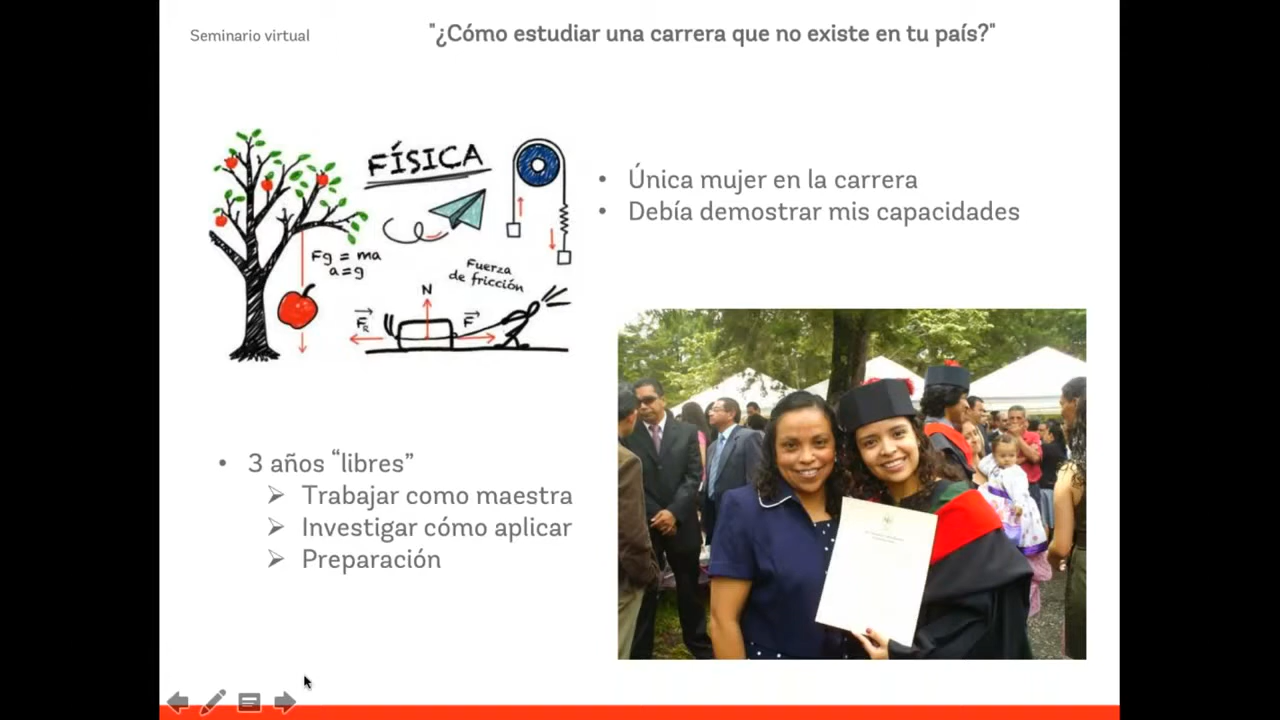 Seminario virtual
"¿Cómo estudiar una carrera que no existe en tu país?"
FÍSICA
Fg = ma
a=g
Fuerza
de fricción
N
F_R
F
• Única mujer en la carrera
• Debía demostrar mis capacidades
• 3 años “libres”
➢ Trabajar como maestra
➢ Investigar cómo aplicar
➢ Preparación